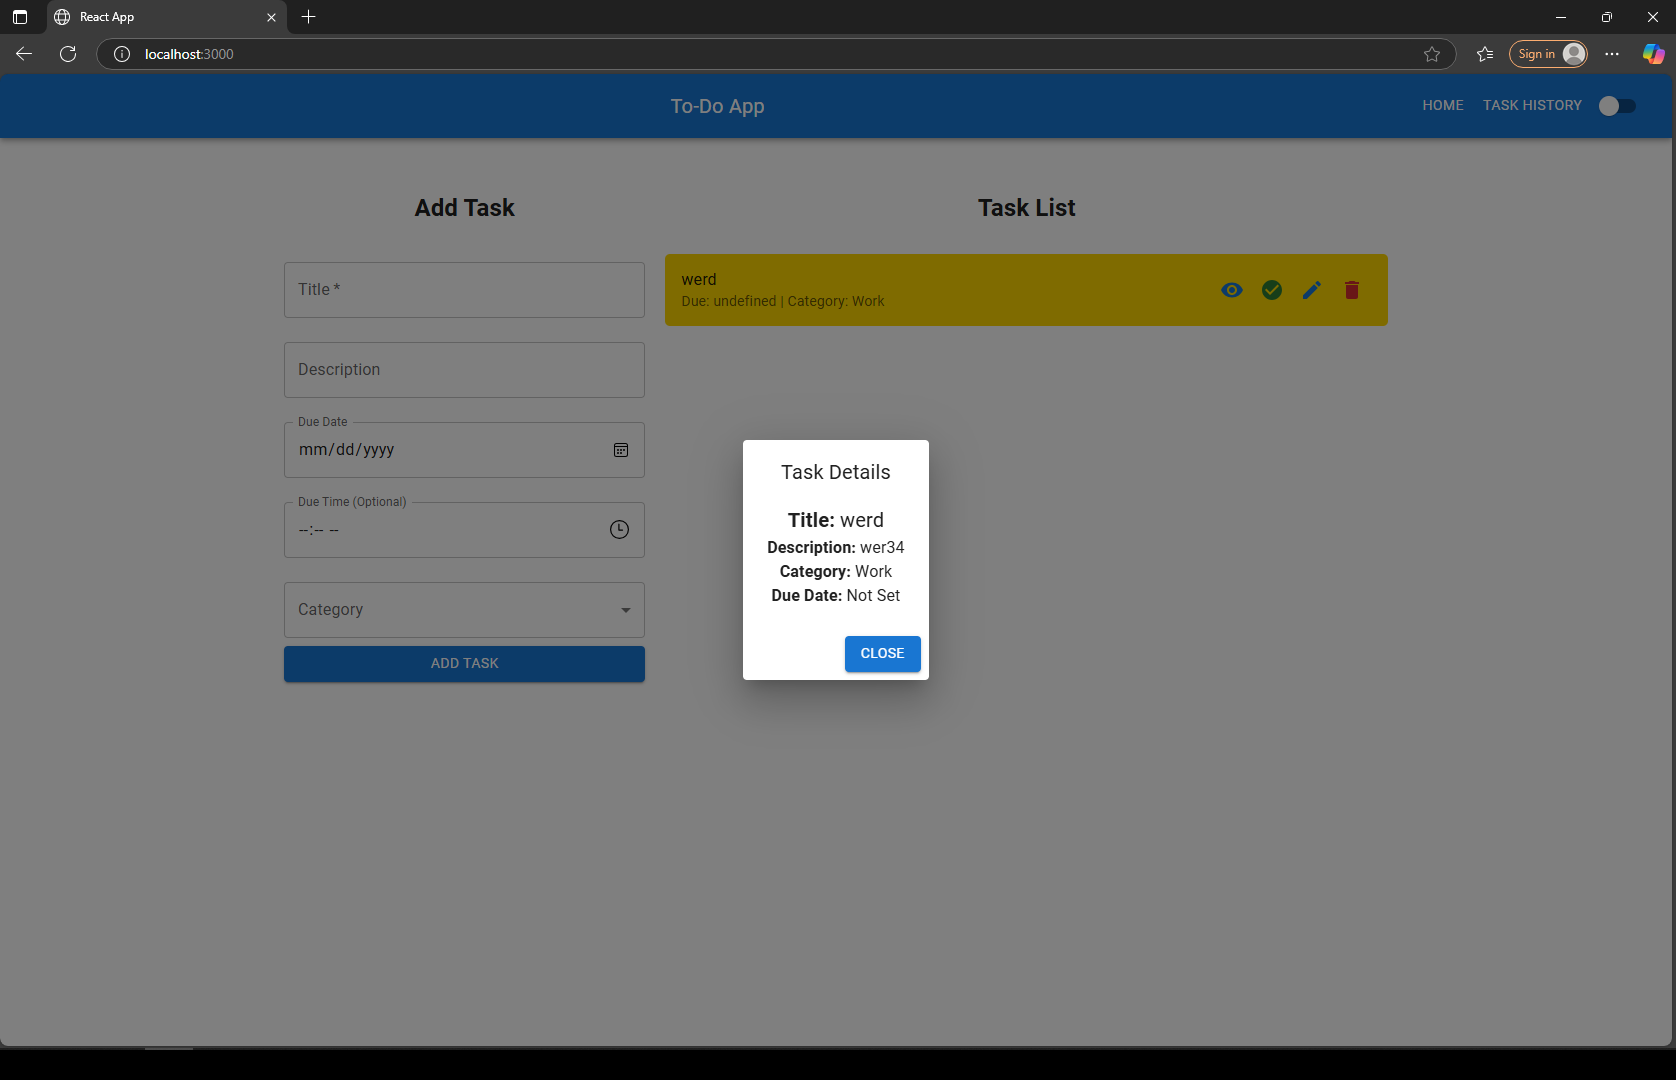 React App
localhost:3000
Sign in
To-Do App
HOME
TASK HISTORY
Add Task
Task List
Title *
werd
Due: undefined | Category: Work
Description
Due Date
mm/dd/yyyy
Due Time (Optional)
--:-- --
Category
ADD TASK
Task Details
Title: werd
Description: wer34
Category: Work
Due Date: Not Set
CLOSE